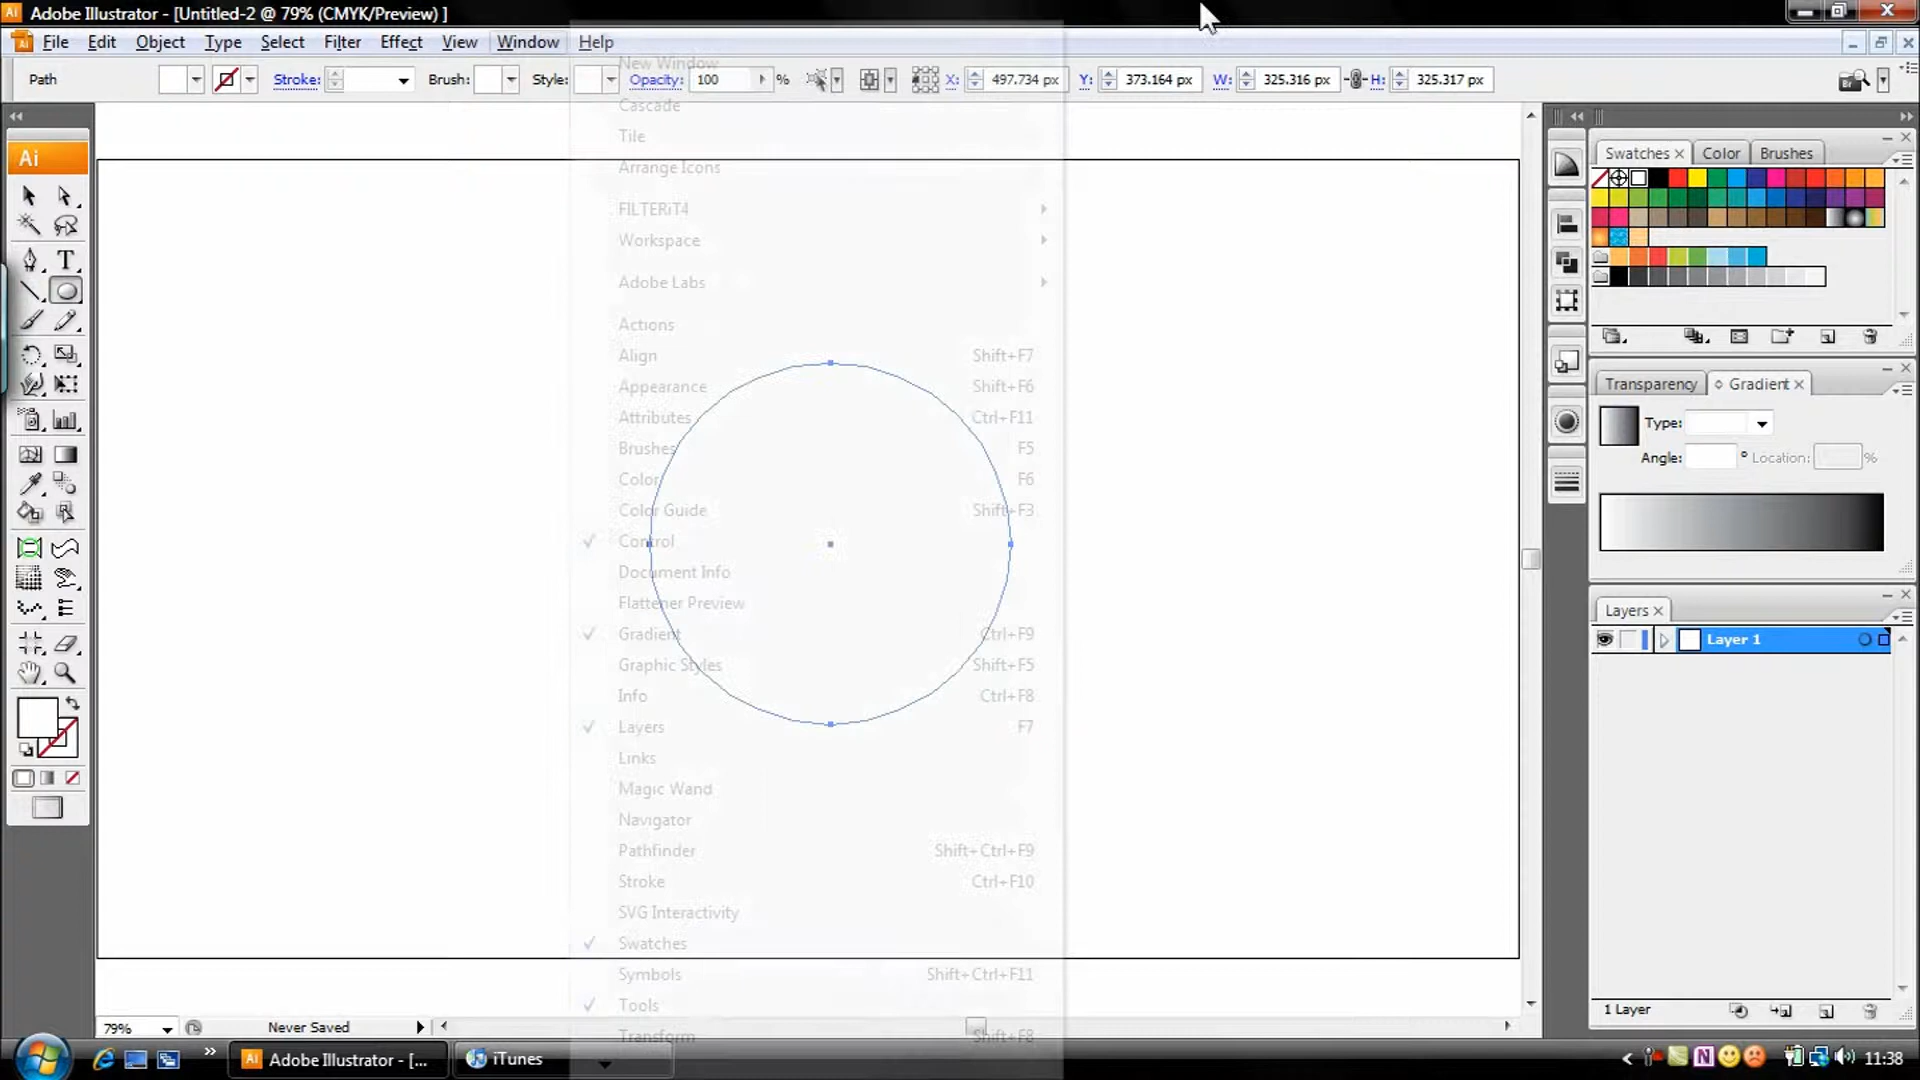 Ai Adobe Illustrator - [Untitled-2 @ 79% (CMYK/Preview) ]
File Edit Object Type Select Filter Effect View Window Help
Path Stroke: Brush: Style: Opacity: 100 % X: 497.734 px Y: 373.164 px W: 325.316 px H: 325.317 px
Ai
New Window
Cascade
Tile
Arrange Icons
FILTERiT4
Workspace
Adobe Labs
Actions
Align Shift+F7
Appearance Shift+F6
Attributes Ctrl+F11
Brushes F5
Color F6
Color Guide Shift+F3
Control
Document Info
Flattener Preview
Gradient Ctrl+F9
Graphic Styles Shift+F5
Info Ctrl+F8
Layers F7
Links
Magic Wand
Navigator
Pathfinder Shift+Ctrl+F9
Stroke Ctrl+F10
SVG Interactivity
Swatches
Symbols Shift+Ctrl+F11
Tools
Transform Shift+F8
Swatches Color Brushes
Transparency Gradient
Type:
Angle: ° Location: %
Layers
Layer 1
1 Layer
79% Never Saved
Adobe Illustrator - [... iTunes 11:38